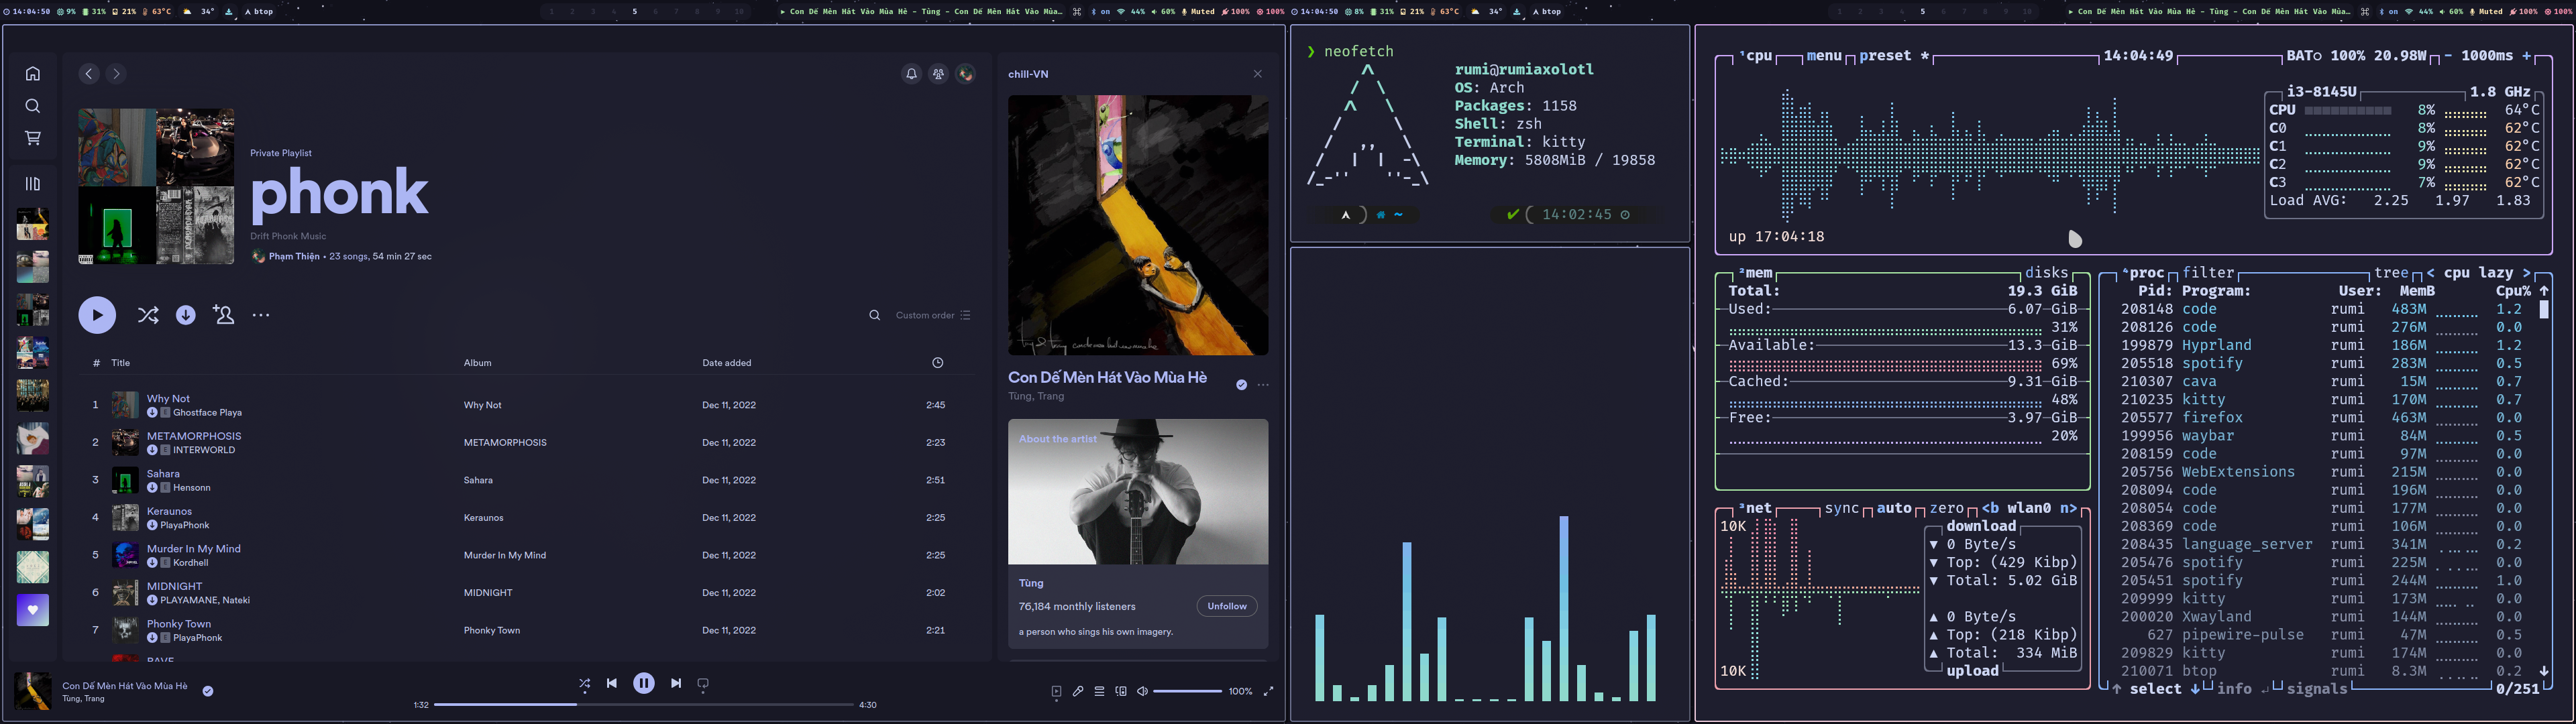 14:04:50 9% 31% 21% 63°C 34° btop
1 2 3 4 5 6 7 8 9 10
Con Dế Mèn Hát Vào Mùa Hè - Tùng - Con Dế Mèn Hát Vào Mùa… on 44% 60% Muted 100% 100%
14:04:50 8% 31% 21% 63°C 34° btop
1 2 3 4 5 6 7 8 9 10
Con Dế Mèn Hát Vào Mùa Hè - Tùng - Con Dế Mèn Hát Vào Mùa… on 44% 60% Muted 100% 100%
Private Playlist
phonk
Drift Phonk Music
Phạm Thiện • 23 songs, 54 min 27 sec
Custom order
# Title Album Date added
1 Why Not Why Not Dec 11, 2022 2:45
E Ghostface Playa
2 METAMORPHOSIS METAMORPHOSIS Dec 11, 2022 2:23
E INTERWORLD
3 Sahara Sahara Dec 11, 2022 2:51
E Hensonn
4 Keraunos Keraunos Dec 11, 2022 2:25
E PlayaPhonk
5 Murder In My Mind Murder In My Mind Dec 11, 2022 2:25
E Kordhell
6 MIDNIGHT MIDNIGHT Dec 11, 2022 2:02
E PLAYAMANE, Nateki
7 Phonky Town Phonky Town Dec 11, 2022 2:21
E PlayaPhonk
RAVE
chill-VN
Con Dế Mèn Hát Vào Mùa Hè
Tùng, Trang
About the artist
Tùng
76,184 monthly listeners Unfollow
a person who sings his own imagery.
Con Dế Mèn Hát Vào Mùa Hè
Tùng, Trang
1:32 4:30
100%
❯ neofetch
rumi@rumiaxolotl
OS: Arch
Packages: 1158
Shell: zsh
Terminal: kitty
Memory: 5808MiB / 19858
~ ✔ 14:02:45
¹cpu menu preset * 14:04:49 BAT○ 100% 20.98W - 1000ms +
i3-8145U 1.8 GHz
CPU 8% 64°C
C0 8% 62°C
C1 9% 62°C
C2 9% 62°C
C3 7% 62°C
Load AVG: 2.25 1.97 1.83
up 17:04:18
²mem disks
Total: 19.3 GiB
Used: 6.07 GiB
31%
Available: 13.3 GiB
69%
Cached: 9.31 GiB
48%
Free: 3.97 GiB
20%
³net sync auto zero <b wlan0 n>
10K
download
▼ 0 Byte/s
▼ Top: (429 Kibp)
▼ Total: 5.02 GiB
▲ 0 Byte/s
▲ Top: (218 Kibp)
▲ Total: 334 MiB
10K
upload
⁴proc filter tree < cpu lazy >
Pid: Program: User: MemB Cpu% ↑
208148 code rumi 483M 1.2
208126 code rumi 276M 0.0
199879 Hyprland rumi 186M 1.2
205518 spotify rumi 283M 0.5
210307 cava rumi 15M 0.7
210235 kitty rumi 170M 0.7
205577 firefox rumi 463M 0.0
199956 waybar rumi 84M 0.5
208159 code rumi 97M 0.0
205756 WebExtensions rumi 215M 0.0
208094 code rumi 196M 0.0
208054 code rumi 177M 0.0
208369 code rumi 106M 0.0
208435 language_server rumi 341M 0.2
205476 spotify rumi 225M 0.0
205451 spotify rumi 244M 1.0
209999 kitty rumi 173M 0.0
200020 Xwayland rumi 144M 0.0
627 pipewire-pulse rumi 47M 0.5
209829 kitty rumi 174M 0.0
210071 btop rumi 8.3M 0.2 ↓
↑ select ↓ info ↲ signals 0/251